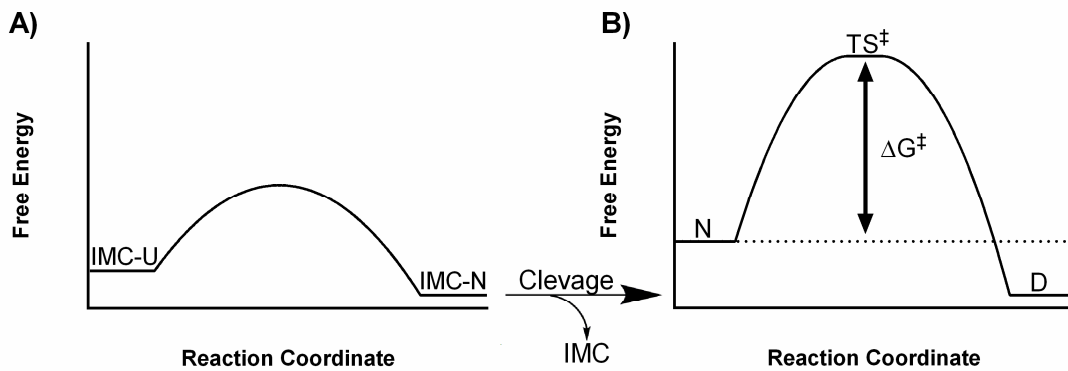 A)
Free Energy
IMC-U
IMC-N
Reaction Coordinate
Clevage
IMC
B)
Free Energy
TS‡
ΔG‡
N
D
Reaction Coordinate